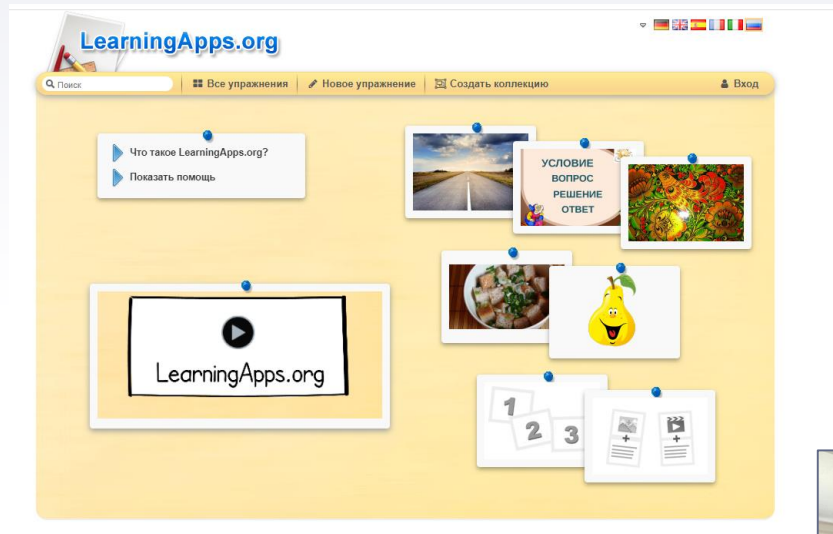 LearningApps.org
Поиск
Все упражнения
Новое упражнение
Создать коллекцию
Вход
Что такое LearningApps.org?
Показать помощь
УСЛОВИЕ
ВОПРОС
РЕШЕНИЕ
ОТВЕТ
LearningApps.org
1
2
3